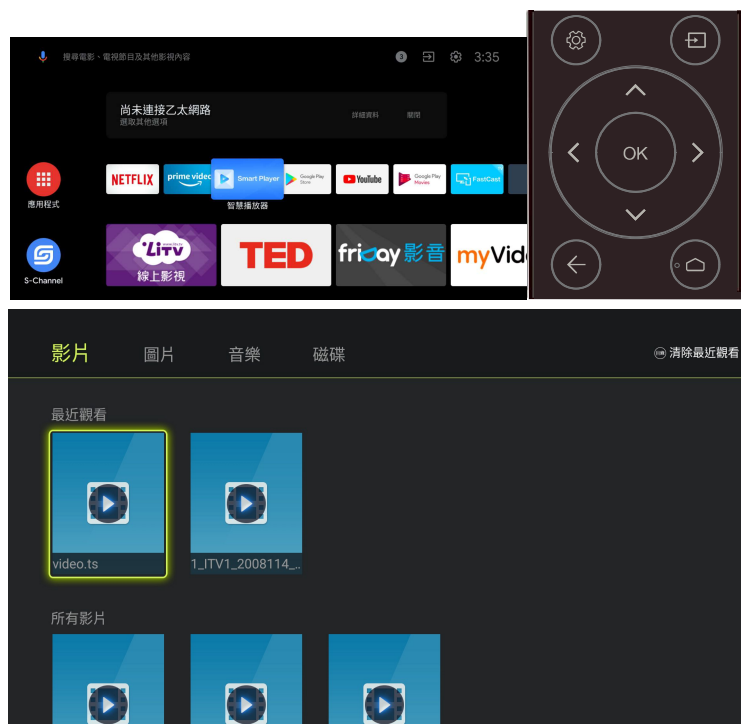 搜尋電影、電視節目及其他影視內容
3
3:35
尚未連接乙太網路
選取其他選項
詳細資料
關閉
NETFLIX
prime video
Smart Player
Google Play Store
YouTube
Google Play Movies
FastCast
應用程式
智慧播放器
LiTV
線上影視
TED
friday影音
myVid
S-Channel
OK
影片
圖片
音樂
磁碟
清除最近觀看
最近觀看
video.ts
1_ITV1_2008114_..
所有影片